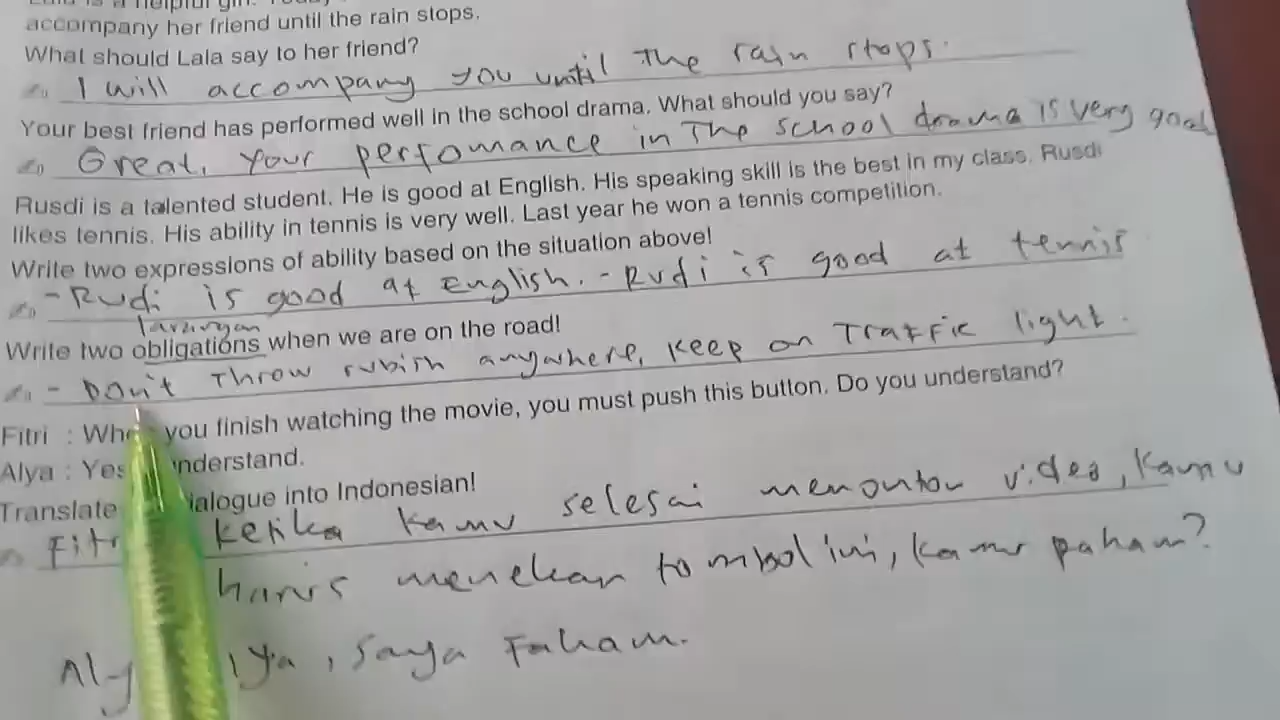 accompany her friend until the rain stops.
What should Lala say to her friend?
I will accompany you until The rain stops.
Your best friend has performed well in the school drama. What should you say?
Great, Your perfomance in The school drama is very good
Rusdi is a talented student. He is good at English. His speaking skill is the best in my class. Rusdi
likes tennis. His ability in tennis is very well. Last year he won a tennis competition.
Write two expressions of ability based on the situation above!
- Rudi is good at English. - Rudi is good at tennis
larangan
Write two obligations when we are on the road!
- Don't Throw rubish anywhere, keep on Traffic light.
Fitri : Whe you finish watching the movie, you must push this button. Do you understand?
Alya : Yes nderstand.
Translate ialogue into Indonesian!
Fitr ketika kamu selesai menonton video, kamu
harus menekan tombol ini, kamu paham?
Aly iya, saya Faham.